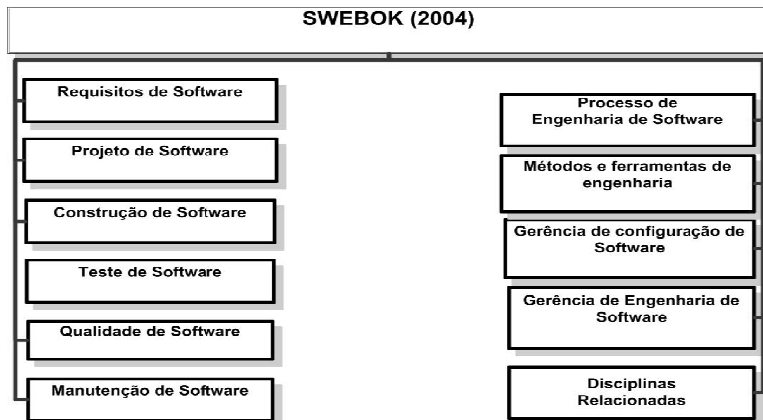 SWEBOK (2004)
Requisitos de Software
Projeto de Software
Construção de Software
Teste de Software
Qualidade de Software
Manutenção de Software
Processo de
Engenharia de Software
Métodos e ferramentas de
engenharia
Gerência de configuração de
Software
Gerência de Engenharia de
Software
Disciplinas
Relacionadas